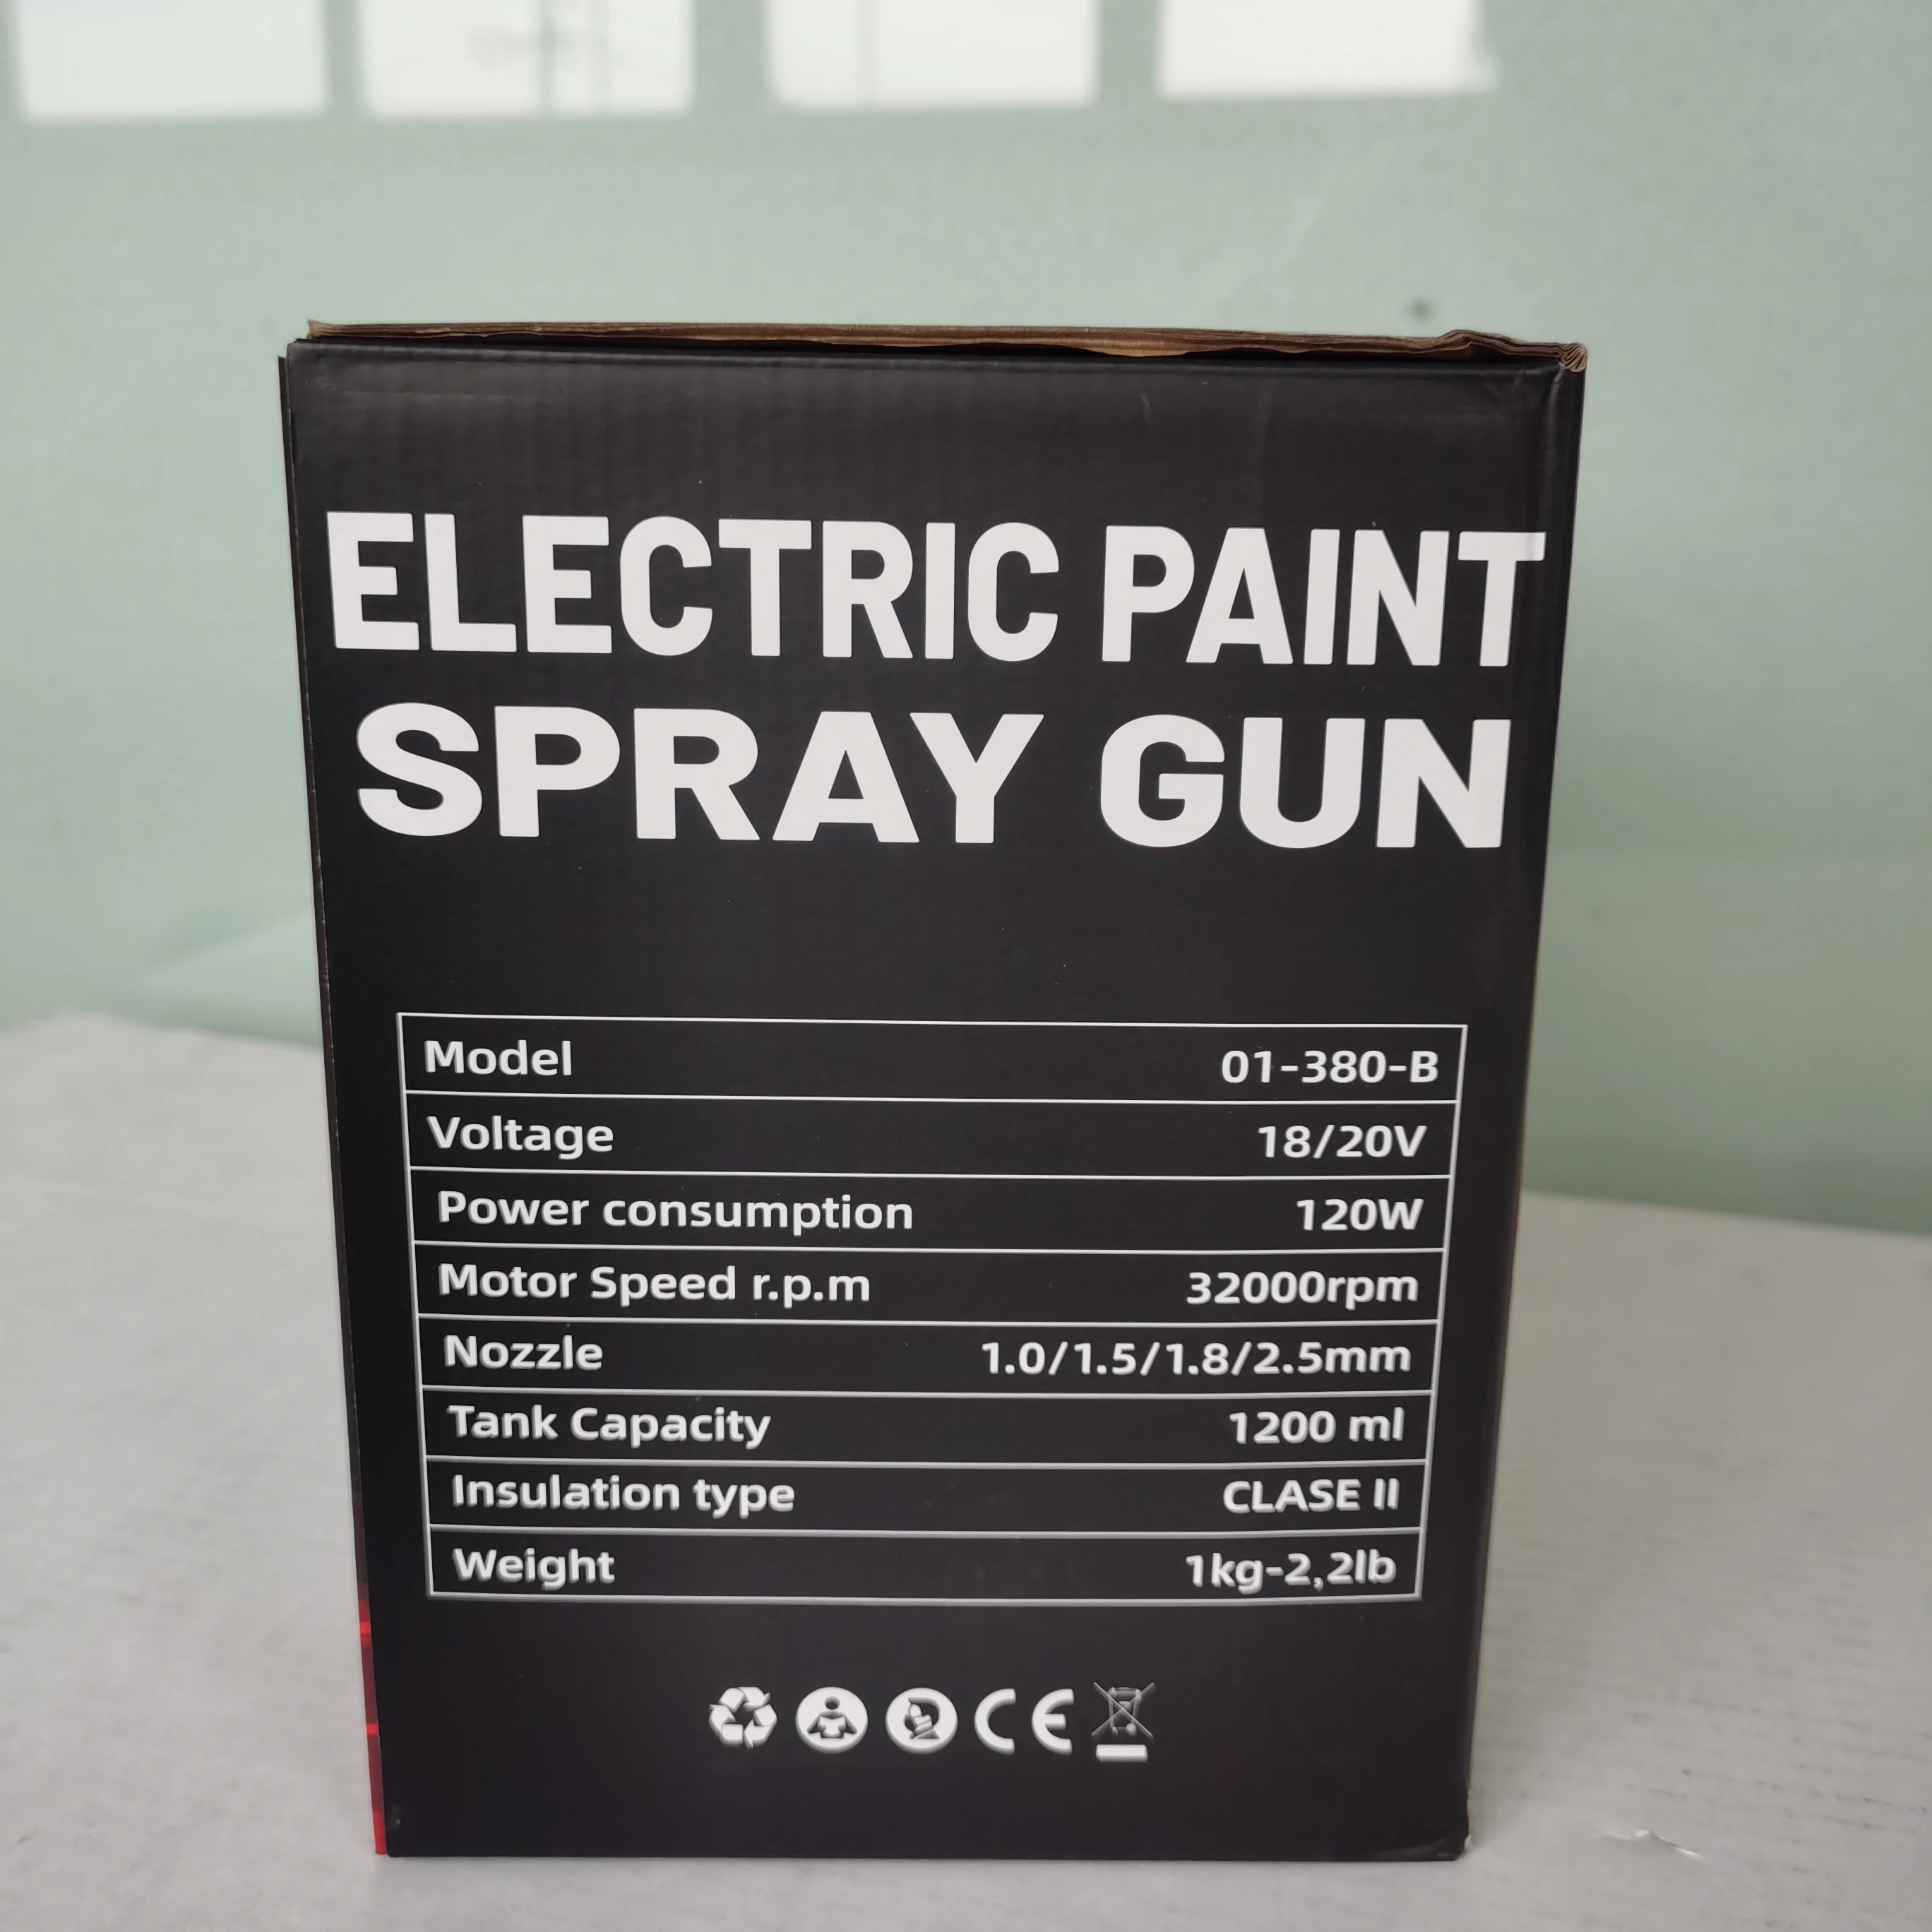 ELECTRIC PAINT
SPRAY GUN
Model 01-380-B
Voltage 18/20V
Power consumption 120W
Motor Speed r.p.m 32000rpm
Nozzle 1.0/1.5/1.8/2.5mm
Tank Capacity 1200 ml
Insulation type CLASE II
Weight 1kg-2,2lb
CE